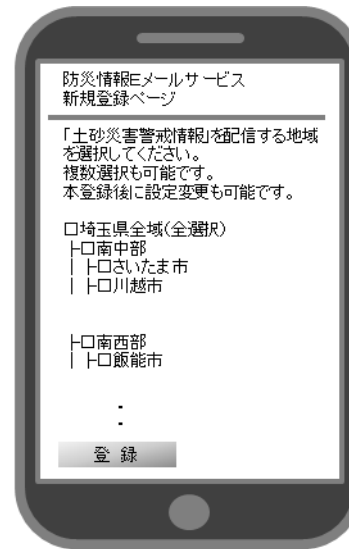 防災情報Eメールサービス
新規登録ページ
「土砂災害警戒情報」を配信する地域
を選択してください。
複数選択も可能です。
本登録後に設定変更も可能です。
□埼玉県全域(全選択)
├□南中部
| ├□さいたま市
| ├□川越市
├□南西部
| ├□飯能市
:
登 録